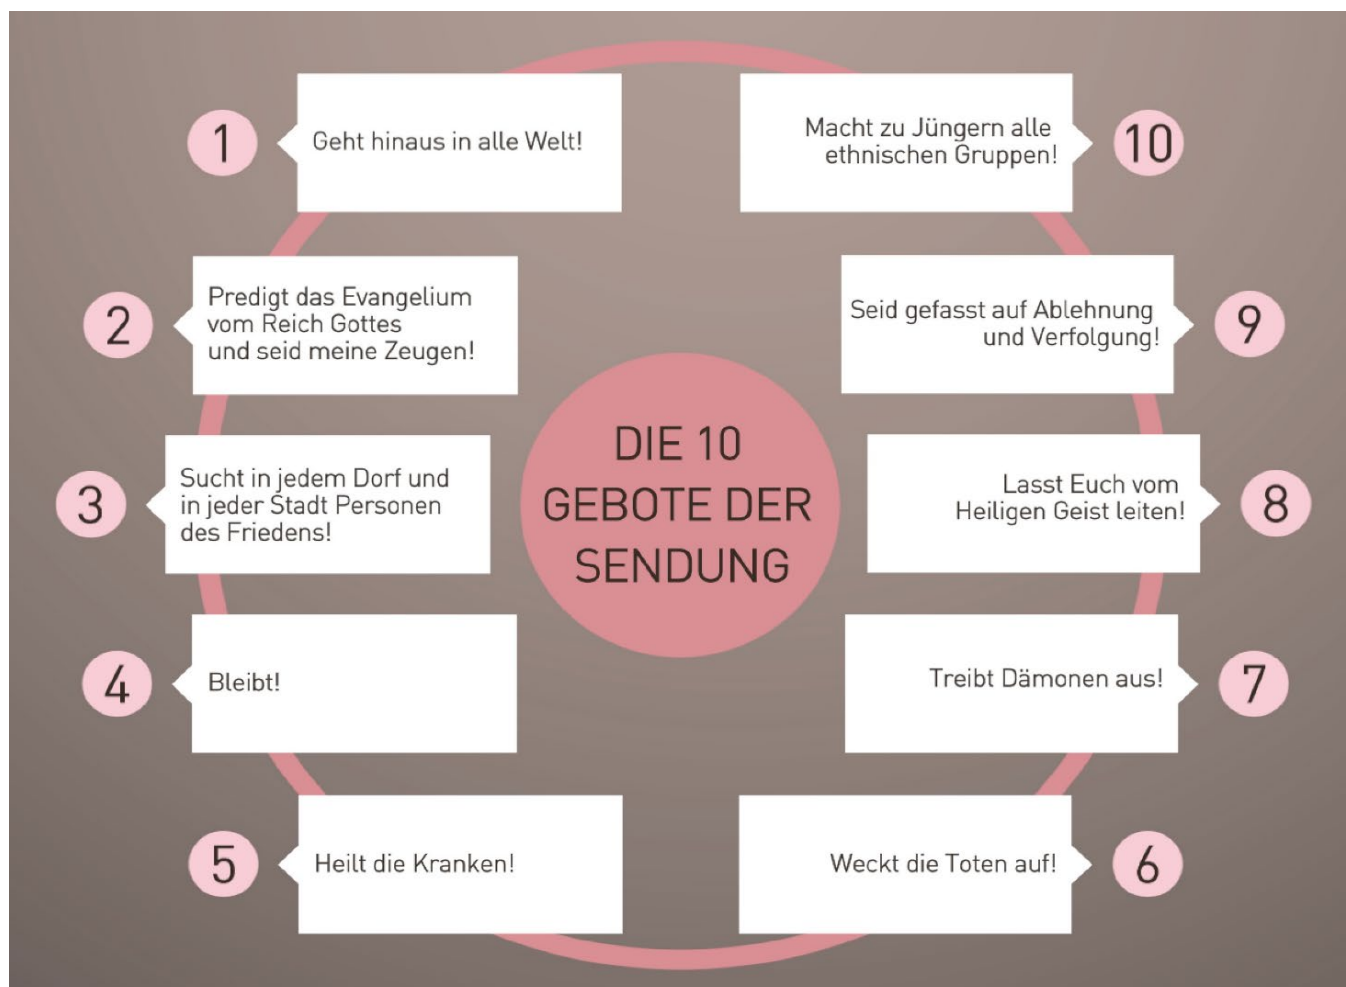 DIE 10
GEBOTE DER
SENDUNG
1
Geht hinaus in alle Welt!
2
Predigt das Evangelium
vom Reich Gottes
und seid meine Zeugen!
3
Sucht in jedem Dorf und
in jeder Stadt Personen
des Friedens!
4
Bleibt!
5
Heilt die Kranken!
6
Weckt die Toten auf!
7
Treibt Dämonen aus!
8
Lasst Euch vom
Heiligen Geist leiten!
9
Seid gefasst auf Ablehnung
und Verfolgung!
10
Macht zu Jüngern alle
ethnischen Gruppen!